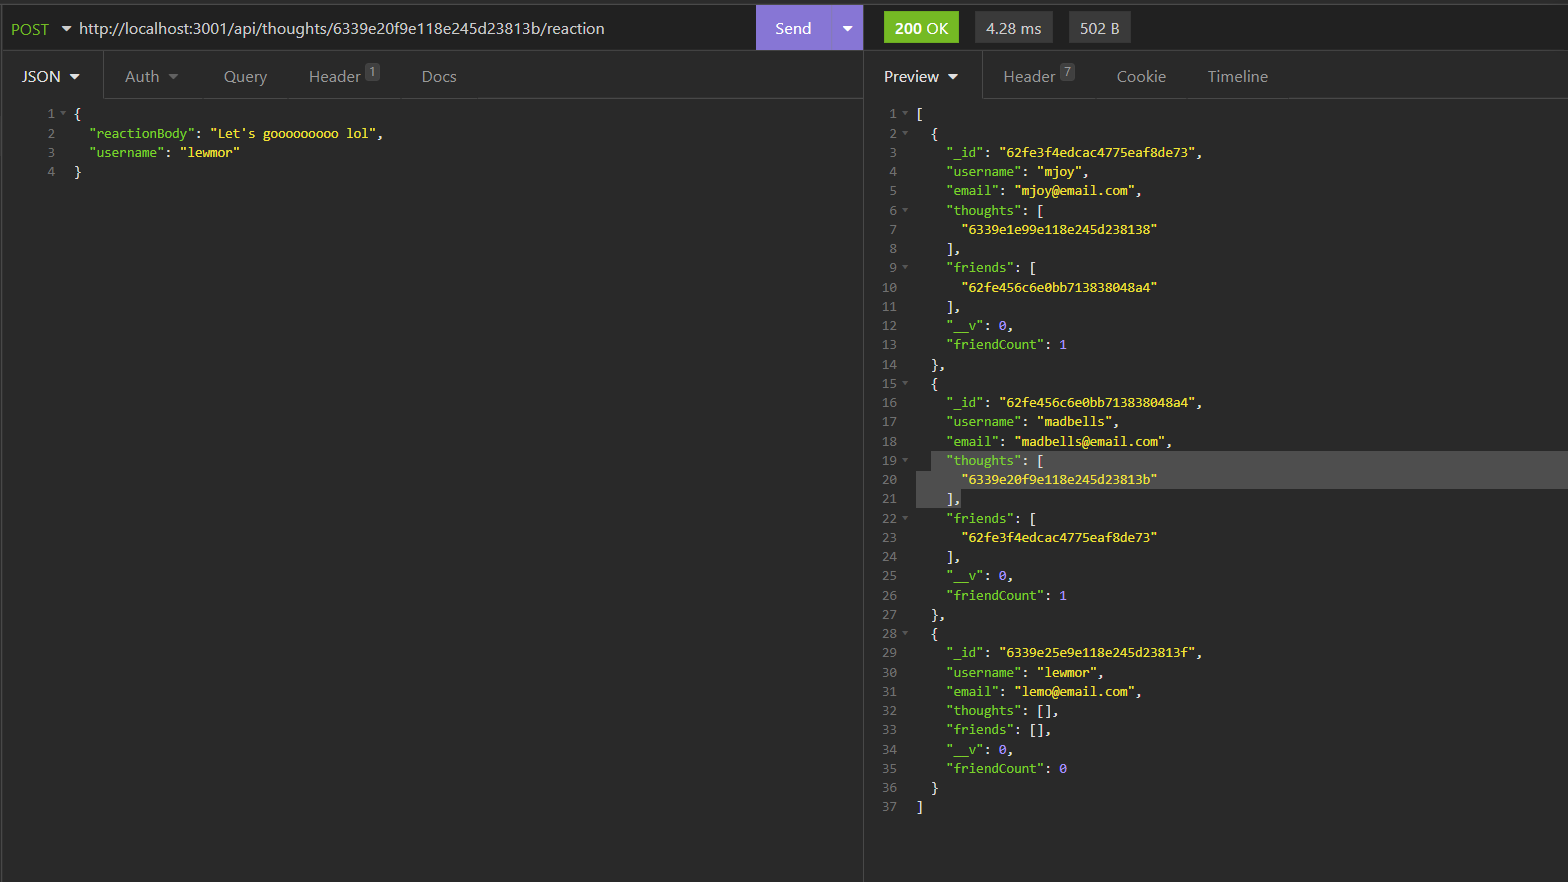 POST http://localhost:3001/api/thoughts/6339e20f9e118e245d23813b/reaction Send
JSON Auth Query Header 1 Docs
1 {
2 "reactionBody": "Let's gooooooooo lol",
3 "username": "lewmor"
4 }
200 OK 4.28 ms 502 B
Preview Header 7 Cookie Timeline
1 [
2 {
3 "_id": "62fe3f4edcac4775eaf8de73",
4 "username": "mjoy",
5 "email": "mjoy@email.com",
6 "thoughts": [
7 "6339e1e99e118e245d238138"
8 ],
9 "friends": [
10 "62fe456c6e0bb713838048a4"
11 ],
12 "__v": 0,
13 "friendCount": 1
14 },
15 {
16 "_id": "62fe456c6e0bb713838048a4",
17 "username": "madbells",
18 "email": "madbells@email.com",
19 "thoughts": [
20 "6339e20f9e118e245d23813b"
21 ],
22 "friends": [
23 "62fe3f4edcac4775eaf8de73"
24 ],
25 "__v": 0,
26 "friendCount": 1
27 },
28 {
29 "_id": "6339e25e9e118e245d23813f",
30 "username": "lewmor",
31 "email": "lemo@email.com",
32 "thoughts": [],
33 "friends": [],
34 "__v": 0,
35 "friendCount": 0
36 }
37 ]